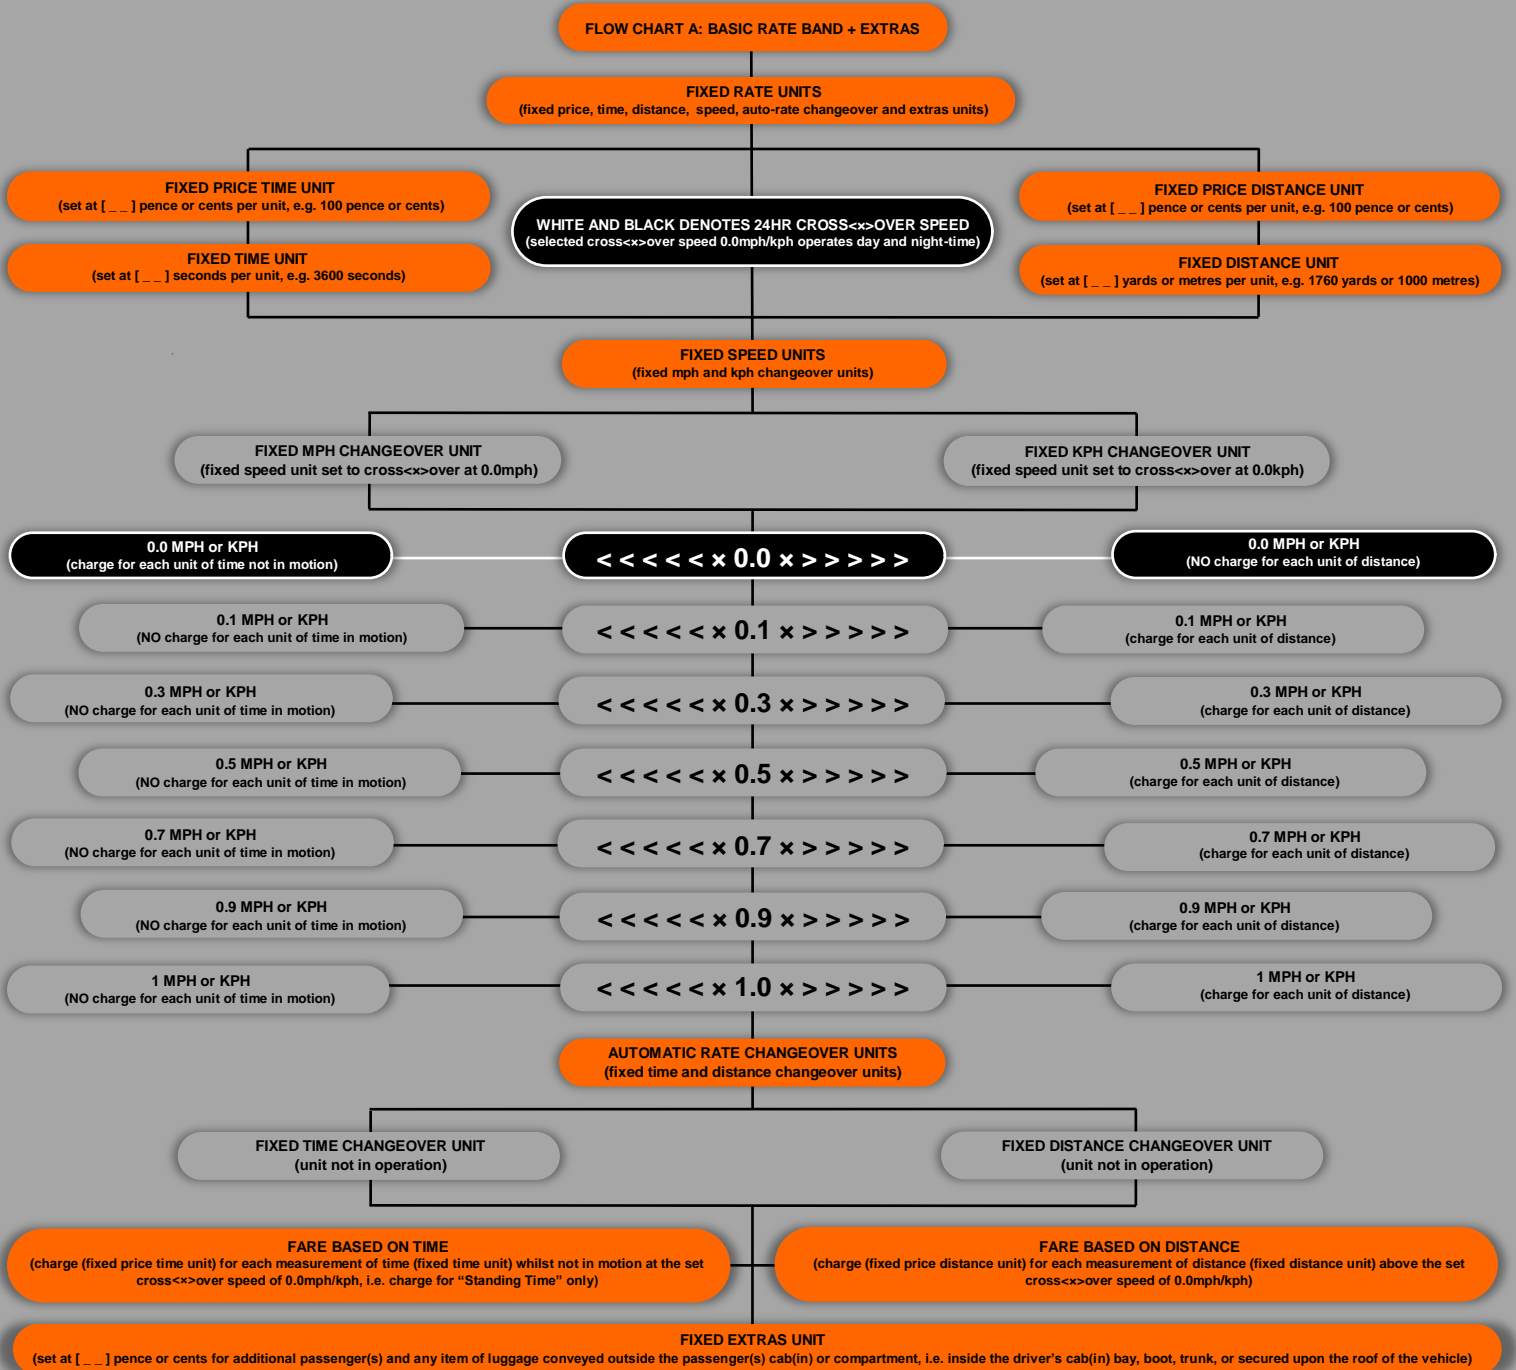 FLOW CHART A: BASIC RATE BAND + EXTRAS
FIXED RATE UNITS
(fixed price, time, distance, speed, auto-rate changeover and extras units)
FIXED PRICE TIME UNIT
(set at [ _ _ ] pence or cents per unit, e.g. 100 pence or cents)
FIXED TIME UNIT
(set at [ _ _ ] seconds per unit, e.g. 3600 seconds)
WHITE AND BLACK DENOTES 24HR CROSS<×>OVER SPEED
(selected cross<×>over speed 0.0mph/kph operates day and night-time)
FIXED PRICE DISTANCE UNIT
(set at [ _ _ ] pence or cents per unit, e.g. 100 pence or cents)
FIXED DISTANCE UNIT
(set at [ _ _ ] yards or metres per unit, e.g. 1760 yards or 1000 metres)
FIXED SPEED UNITS
(fixed mph and kph changeover units)
FIXED MPH CHANGEOVER UNIT
(fixed speed unit set to cross<×>over at 0.0mph)
FIXED KPH CHANGEOVER UNIT
(fixed speed unit set to cross<×>over at 0.0kph)
0.0 MPH or KPH
(charge for each unit of time not in motion)
< < < < < × 0.0 × > > > > >
0.0 MPH or KPH
(NO charge for each unit of distance)
0.1 MPH or KPH
(NO charge for each unit of time in motion)
< < < < < × 0.1 × > > > > >
0.1 MPH or KPH
(charge for each unit of distance)
0.3 MPH or KPH
(NO charge for each unit of time in motion)
< < < < < × 0.3 × > > > > >
0.3 MPH or KPH
(charge for each unit of distance)
0.5 MPH or KPH
(NO charge for each unit of time in motion)
< < < < < × 0.5 × > > > > >
0.5 MPH or KPH
(charge for each unit of distance)
0.7 MPH or KPH
(NO charge for each unit of time in motion)
< < < < < × 0.7 × > > > > >
0.7 MPH or KPH
(charge for each unit of distance)
0.9 MPH or KPH
(NO charge for each unit of time in motion)
< < < < < × 0.9 × > > > > >
0.9 MPH or KPH
(charge for each unit of distance)
1 MPH or KPH
(NO charge for each unit of time in motion)
< < < < < × 1.0 × > > > > >
1 MPH or KPH
(charge for each unit of distance)
AUTOMATIC RATE CHANGEOVER UNITS
(fixed time and distance changeover units)
FIXED TIME CHANGEOVER UNIT
(unit not in operation)
FIXED DISTANCE CHANGEOVER UNIT
(unit not in operation)
FARE BASED ON TIME
(charge (fixed price time unit) for each measurement of time (fixed time unit) whilst not in motion at the set
cross<×>over speed of 0.0mph/kph, i.e. charge for “Standing Time” only)
FARE BASED ON DISTANCE
(charge (fixed price distance unit) for each measurement of distance (fixed distance unit) above the set
cross<×>over speed of 0.0mph/kph)
FIXED EXTRAS UNIT
(set at [ _ _ ] pence or cents for additional passenger(s) and any item of luggage conveyed outside the passenger(s) cab(in) or compartment, i.e. inside the driver’s cab(in) bay, boot, trunk, or secured upon the roof of the vehicle)